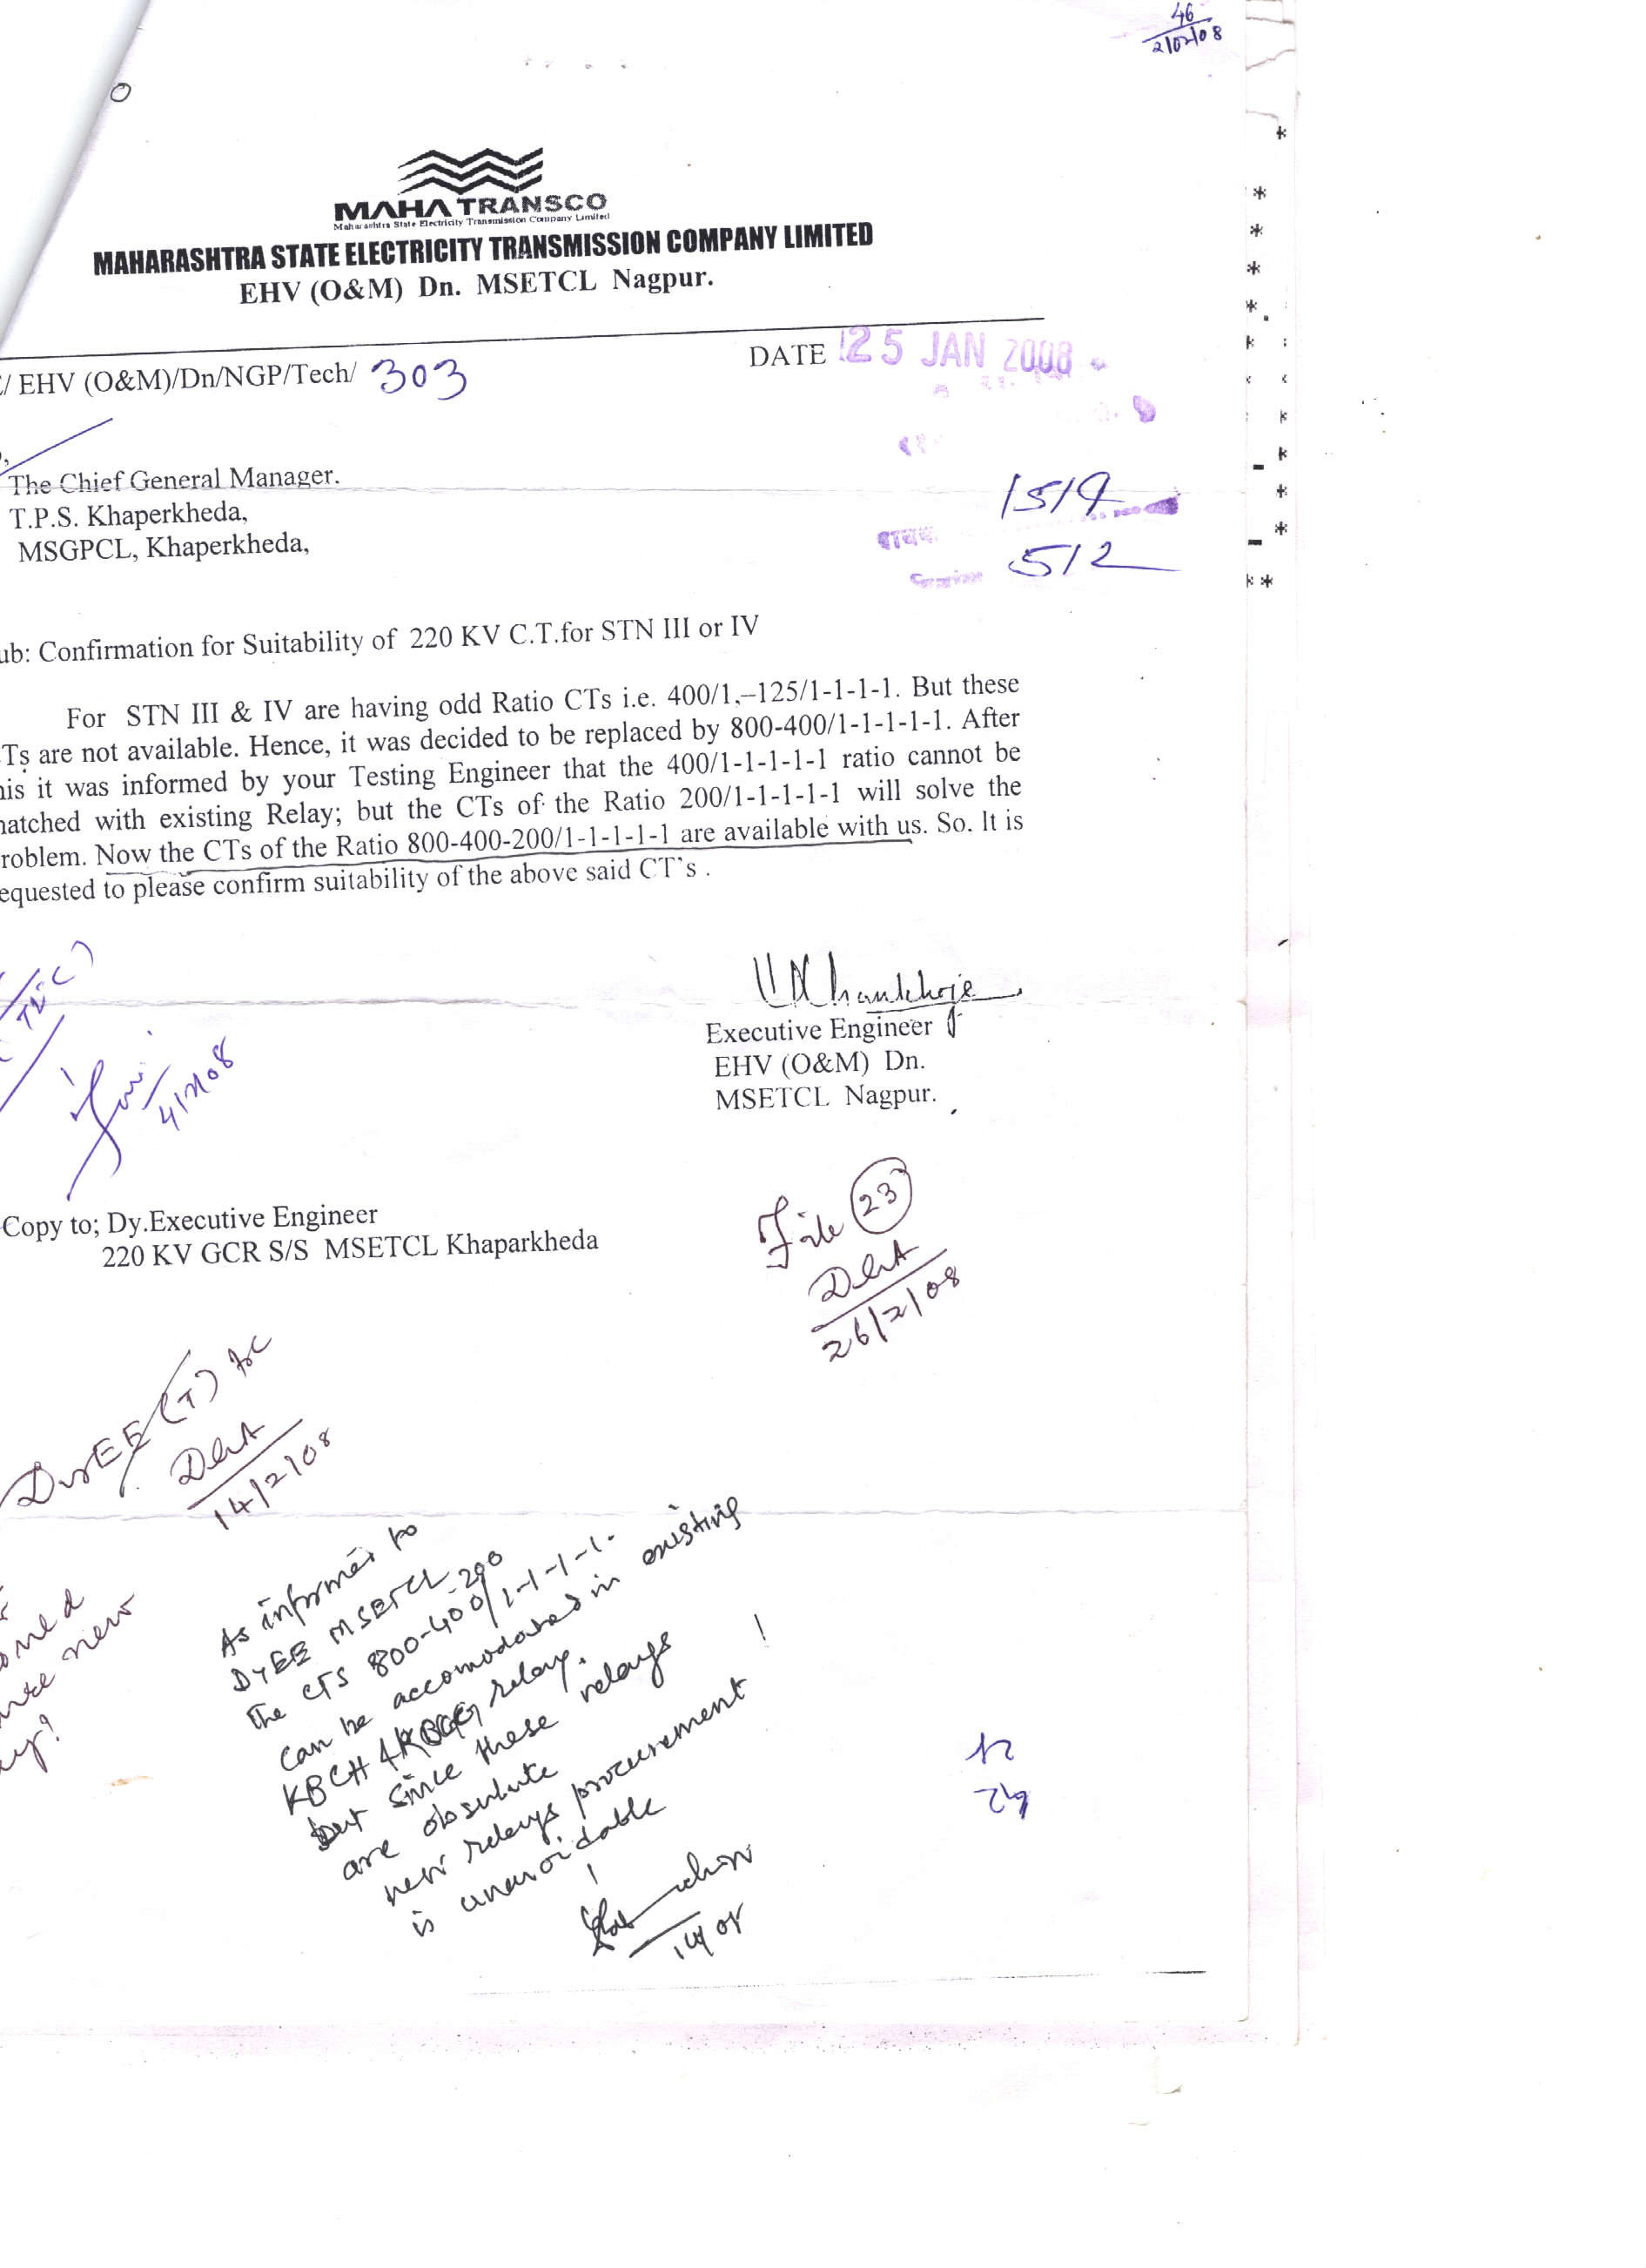 46
2/02/08
MAHATRANSCO
Maharashtra State Electricity Transmission Company Limited
MAHARASHTRA STATE ELECTRICITY TRANSMISSION COMPANY LIMITED
EHV (O&M) Dn. MSETCL Nagpur.
/ EHV (O&M)/Dn/NGP/Tech/ 303
DATE 25 JAN 2008
The Chief General Manager.
T.P.S. Khaperkheda,
MSGPCL, Khaperkheda,
1519
512
ub: Confirmation for Suitability of 220 KV C.T.for STN III or IV
For STN III & IV are having odd Ratio CTs i.e. 400/1,–125/1-1-1-1. But these
Ts are not available. Hence, it was decided to be replaced by 800-400/1-1-1-1-1. After
his it was informed by your Testing Engineer that the 400/1-1-1-1-1 ratio cannot be
natched with existing Relay; but the CTs of the Ratio 200/1-1-1-1-1 will solve the
roblem. Now the CTs of the Ratio 800-400-200/1-1-1-1-1 are available with us. So. It is
equested to please confirm suitability of the above said CT's .
Executive Engineer
EHV (O&M) Dn.
MSETCL Nagpur.
4/2/08
Copy to; Dy.Executive Engineer
220 KV GCR S/S MSETCL Khaparkheda
File 23
26/2/08
DyEE (T)
14/2/08
As informed to
DyEE MSETCL
the CTS 800-400-200/1-1-1-1-1.
can be accomodated in existing
KBCH & KBCG relay.
but since these relays
are obsulute
new relays procurement !
is unavoidable
new